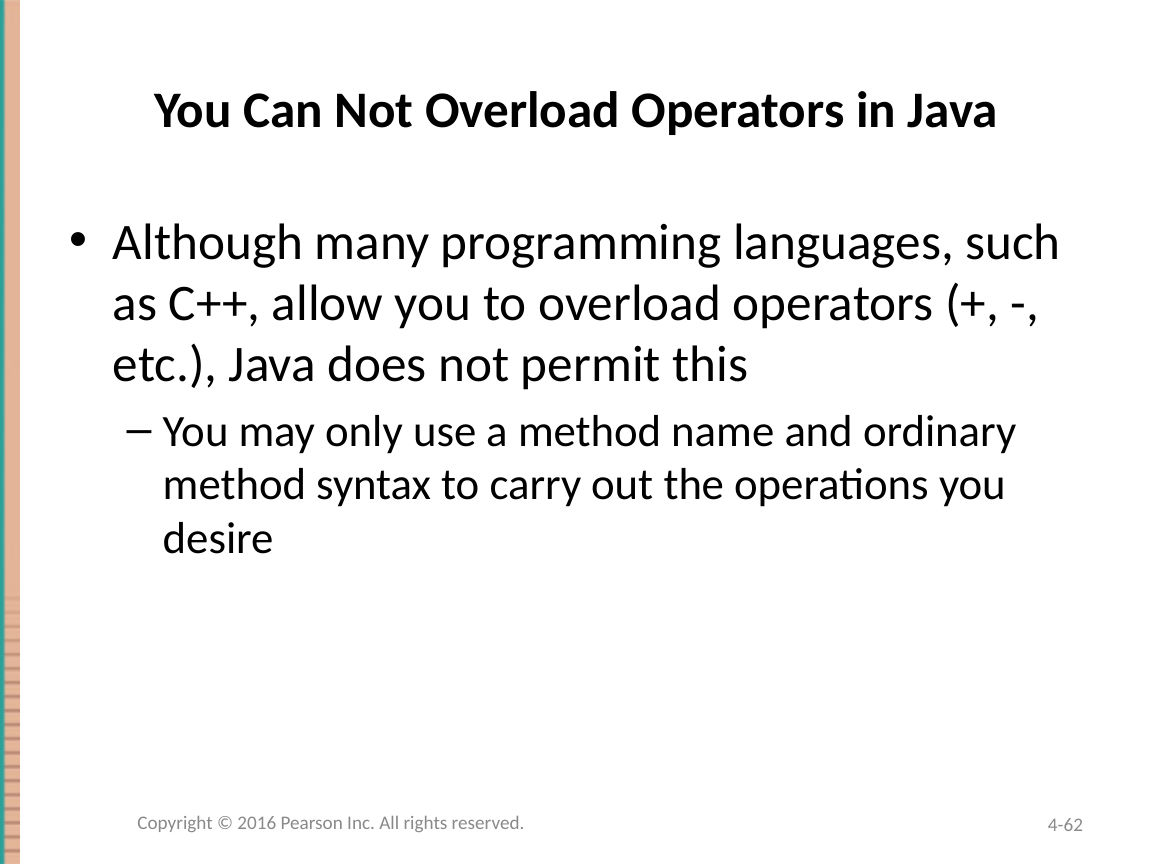 You Can Not Overload Operators in Java
• Although many programming languages, such
as C++, allow you to overload operators (+, -,
etc.), Java does not permit this
– You may only use a method name and ordinary
method syntax to carry out the operations you
desire
Copyright © 2016 Pearson Inc. All rights reserved.
4-62